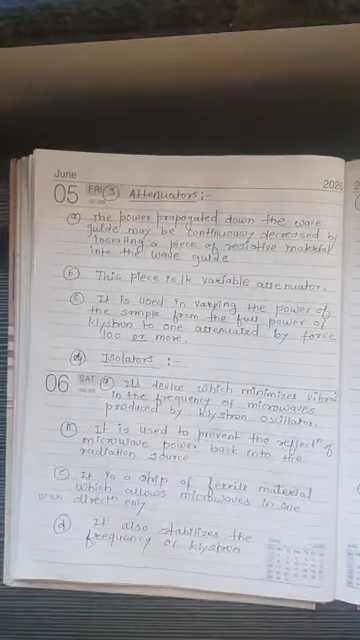 June
2020
05 FRI ③ Attenuators :-
(a) The power propogated down the wave
guide may be continuously decreased by
inserting a piece of resistive material
into the wave guide
(b) This piece is /k variable attenuator.
(c) It is used in varying the power of
the sample from the full power of
klystron to one attenuated by force
100 or more.
(4) Isolators :-
06 SAT (a) It's device which minimizes vibratⁿ
in the frequency of microwaves
produced by klystron oscillator.
(B) It is used to prevent the reflectⁿ of
microwave power back into the
radiation source
(c) It is a strip of ferrite material
which allows microwaves in one
07 SUN directⁿ only
(d) It also stabilizes the
frequency of klystron